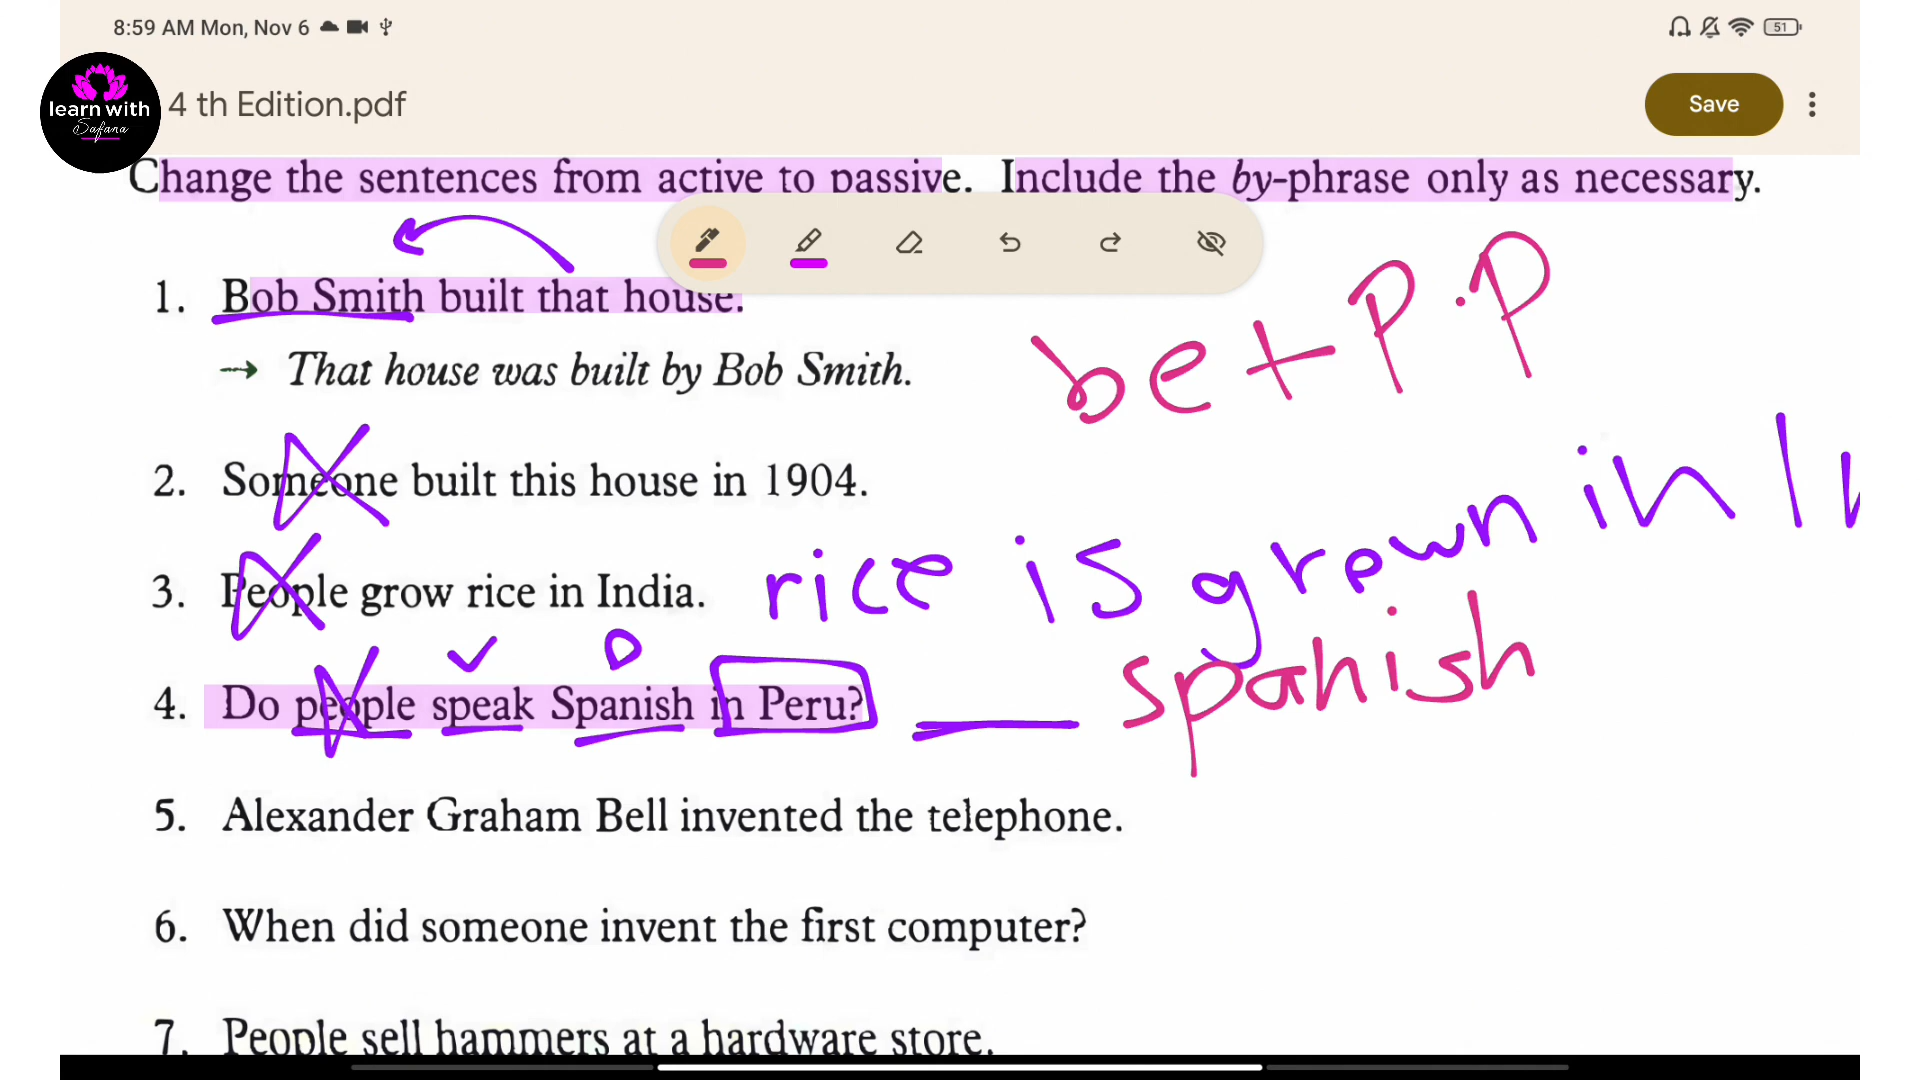 8:59 AM Mon, Nov 6
51
learn with
Safana
4 th Edition.pdf
Save
Change the sentences from active to passive. Include the by-phrase only as necessary.
1. Bob Smith built that house.
→ That house was built by Bob Smith.
be+P.P
2. Someone built this house in 1904.
3. People grow rice in India.
rice is grown in
4. Do people speak Spanish in Peru?
spanish
5. Alexander Graham Bell invented the telephone.
6. When did someone invent the first computer?
7. People sell hammers at a hardware store.